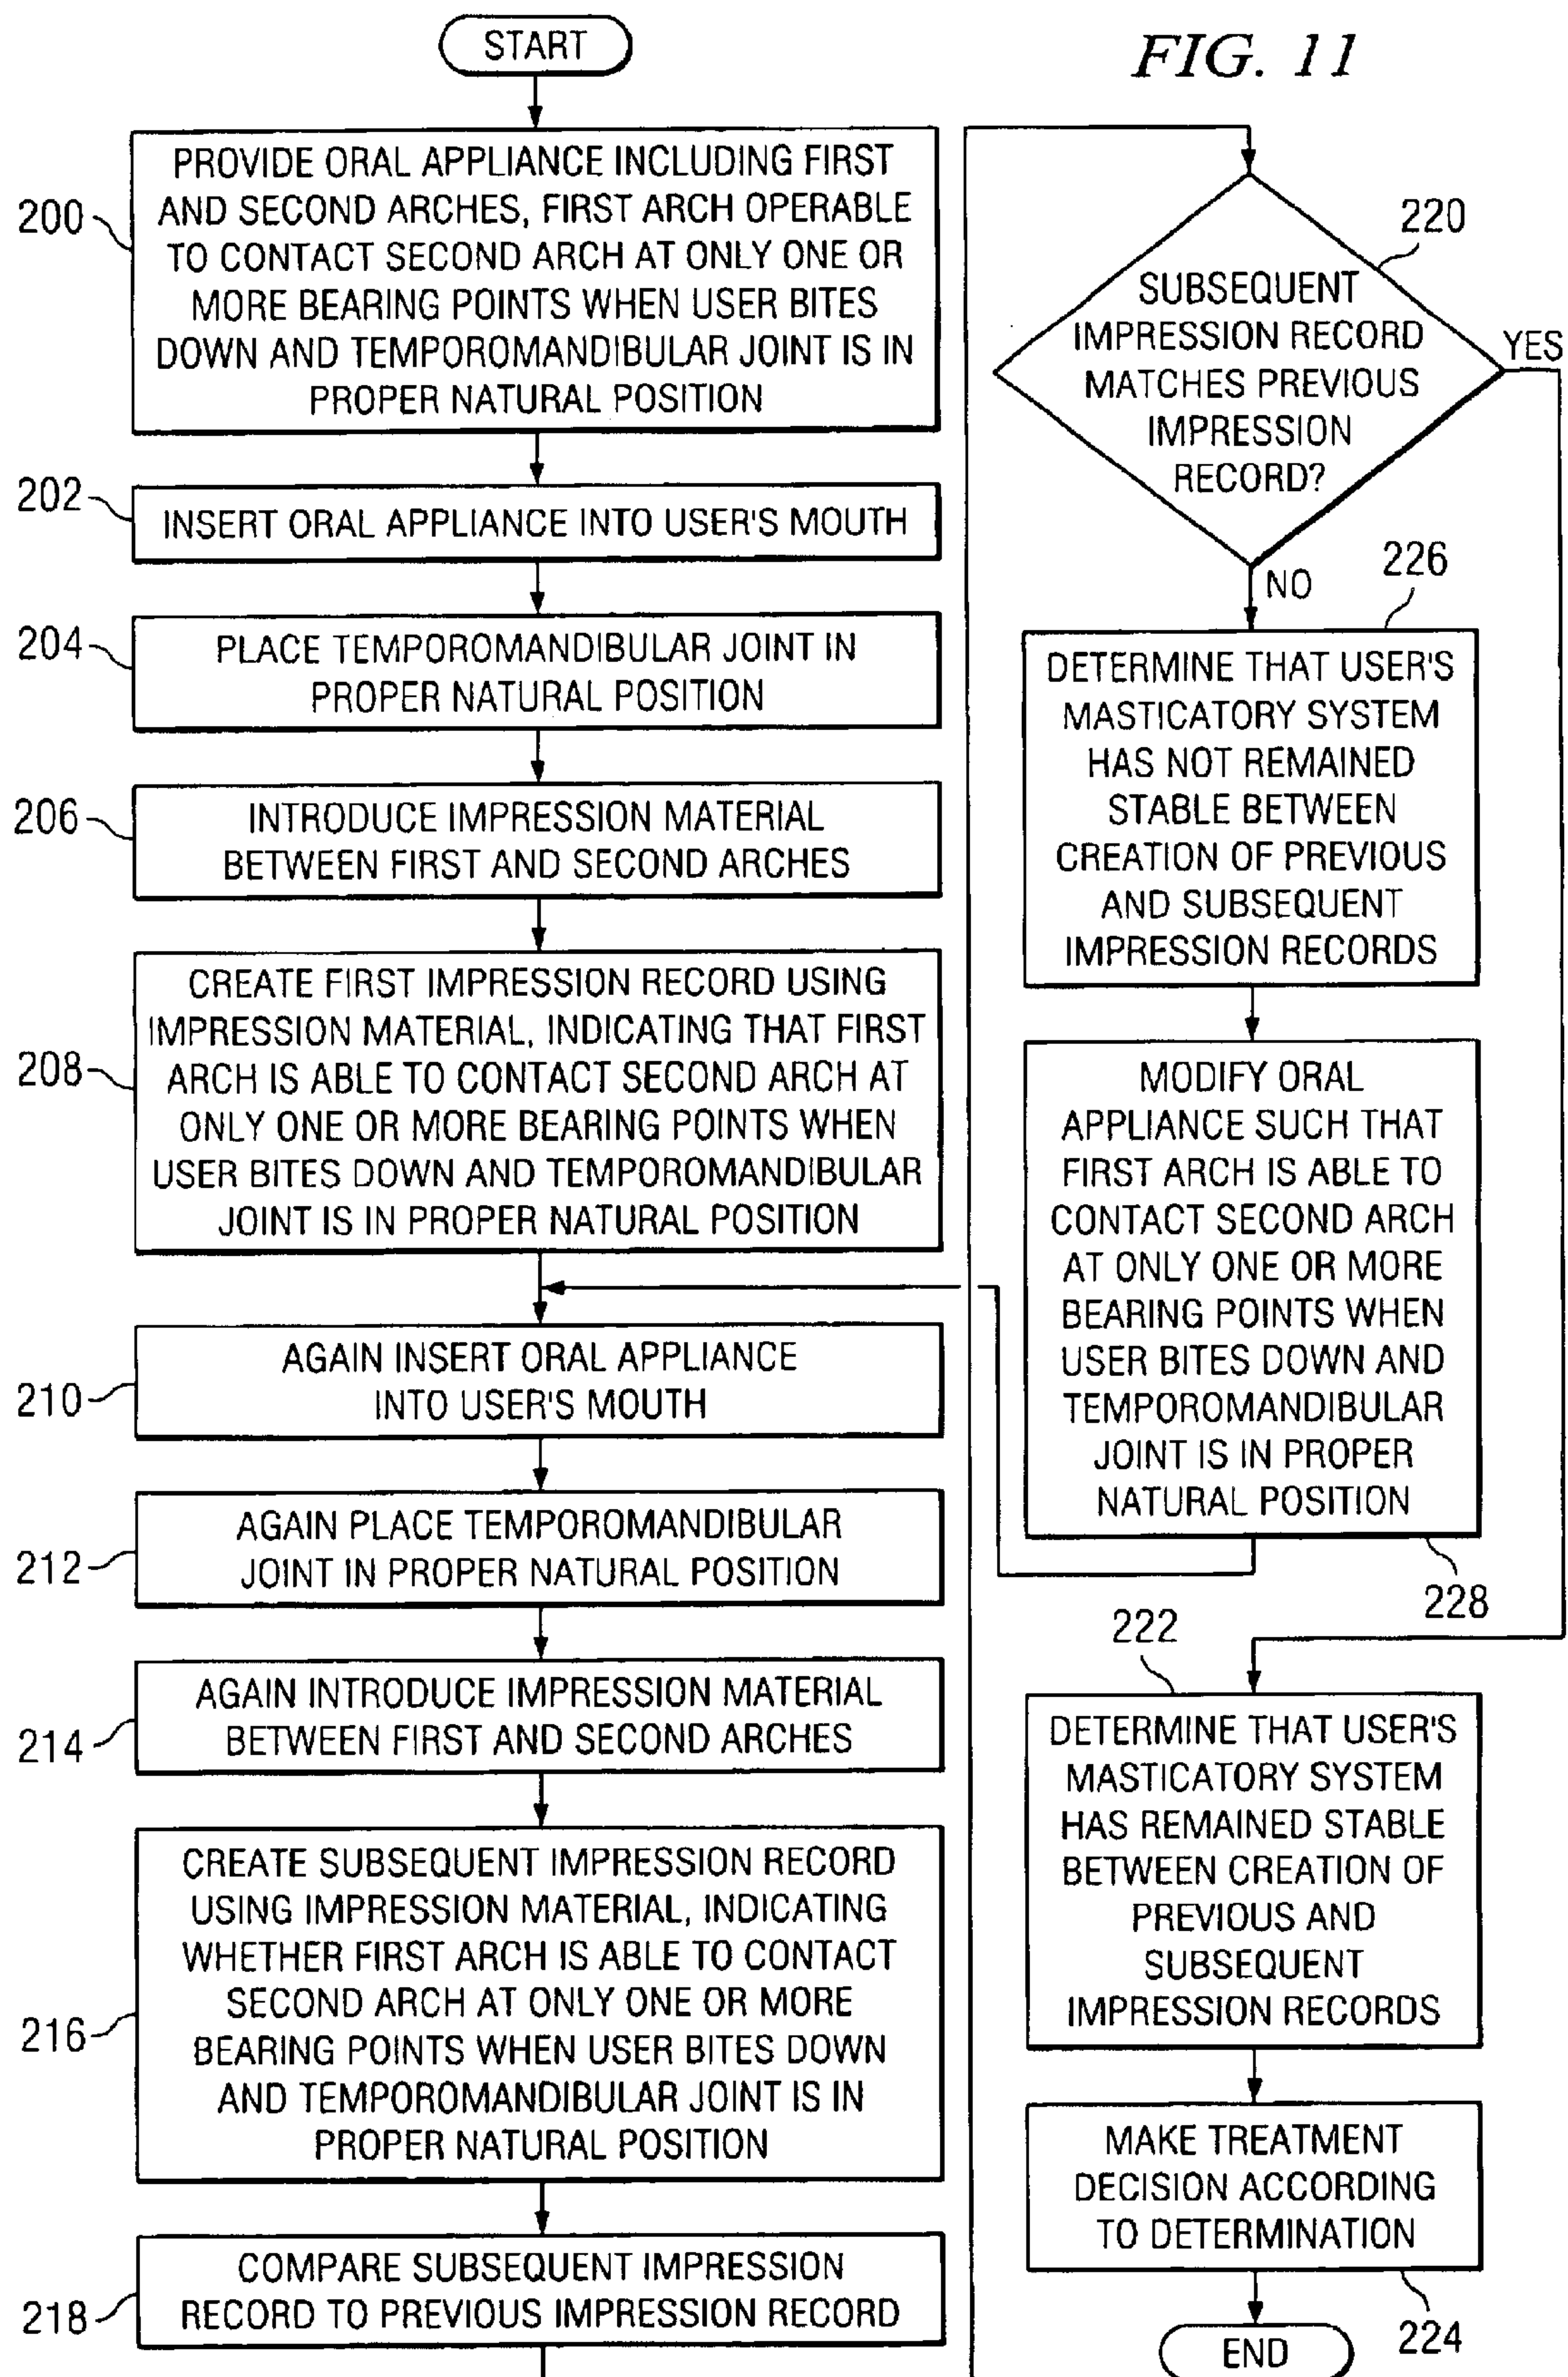 FIG. 11
START
200
PROVIDE ORAL APPLIANCE INCLUDING FIRST
AND SECOND ARCHES, FIRST ARCH OPERABLE
TO CONTACT SECOND ARCH AT ONLY ONE OR
MORE BEARING POINTS WHEN USER BITES
DOWN AND TEMPOROMANDIBULAR JOINT IS IN
PROPER NATURAL POSITION
202
INSERT ORAL APPLIANCE INTO USER'S MOUTH
204
PLACE TEMPOROMANDIBULAR JOINT IN
PROPER NATURAL POSITION
206
INTRODUCE IMPRESSION MATERIAL
BETWEEN FIRST AND SECOND ARCHES
208
CREATE FIRST IMPRESSION RECORD USING
IMPRESSION MATERIAL, INDICATING THAT FIRST
ARCH IS ABLE TO CONTACT SECOND ARCH AT
ONLY ONE OR MORE BEARING POINTS WHEN
USER BITES DOWN AND TEMPOROMANDIBULAR
JOINT IS IN PROPER NATURAL POSITION
210
AGAIN INSERT ORAL APPLIANCE
INTO USER'S MOUTH
212
AGAIN PLACE TEMPOROMANDIBULAR
JOINT IN PROPER NATURAL POSITION
214
AGAIN INTRODUCE IMPRESSION MATERIAL
BETWEEN FIRST AND SECOND ARCHES
216
CREATE SUBSEQUENT IMPRESSION RECORD
USING IMPRESSION MATERIAL, INDICATING
WHETHER FIRST ARCH IS ABLE TO CONTACT
SECOND ARCH AT ONLY ONE OR MORE
BEARING POINTS WHEN USER BITES DOWN
AND TEMPOROMANDIBULAR JOINT IS IN
PROPER NATURAL POSITION
218
COMPARE SUBSEQUENT IMPRESSION
RECORD TO PREVIOUS IMPRESSION RECORD
220
SUBSEQUENT
IMPRESSION RECORD
MATCHES PREVIOUS
IMPRESSION
RECORD?
YES
NO
226
DETERMINE THAT USER'S
MASTICATORY SYSTEM
HAS NOT REMAINED
STABLE BETWEEN
CREATION OF PREVIOUS
AND SUBSEQUENT
IMPRESSION RECORDS
MODIFY ORAL
APPLIANCE SUCH THAT
FIRST ARCH IS ABLE TO
CONTACT SECOND ARCH
AT ONLY ONE OR MORE
BEARING POINTS WHEN
USER BITES DOWN AND
TEMPOROMANDIBULAR
JOINT IS IN PROPER
NATURAL POSITION
228
222
DETERMINE THAT USER'S
MASTICATORY SYSTEM
HAS REMAINED STABLE
BETWEEN CREATION OF
PREVIOUS AND
SUBSEQUENT
IMPRESSION RECORDS
MAKE TREATMENT
DECISION ACCORDING
TO DETERMINATION
224
END